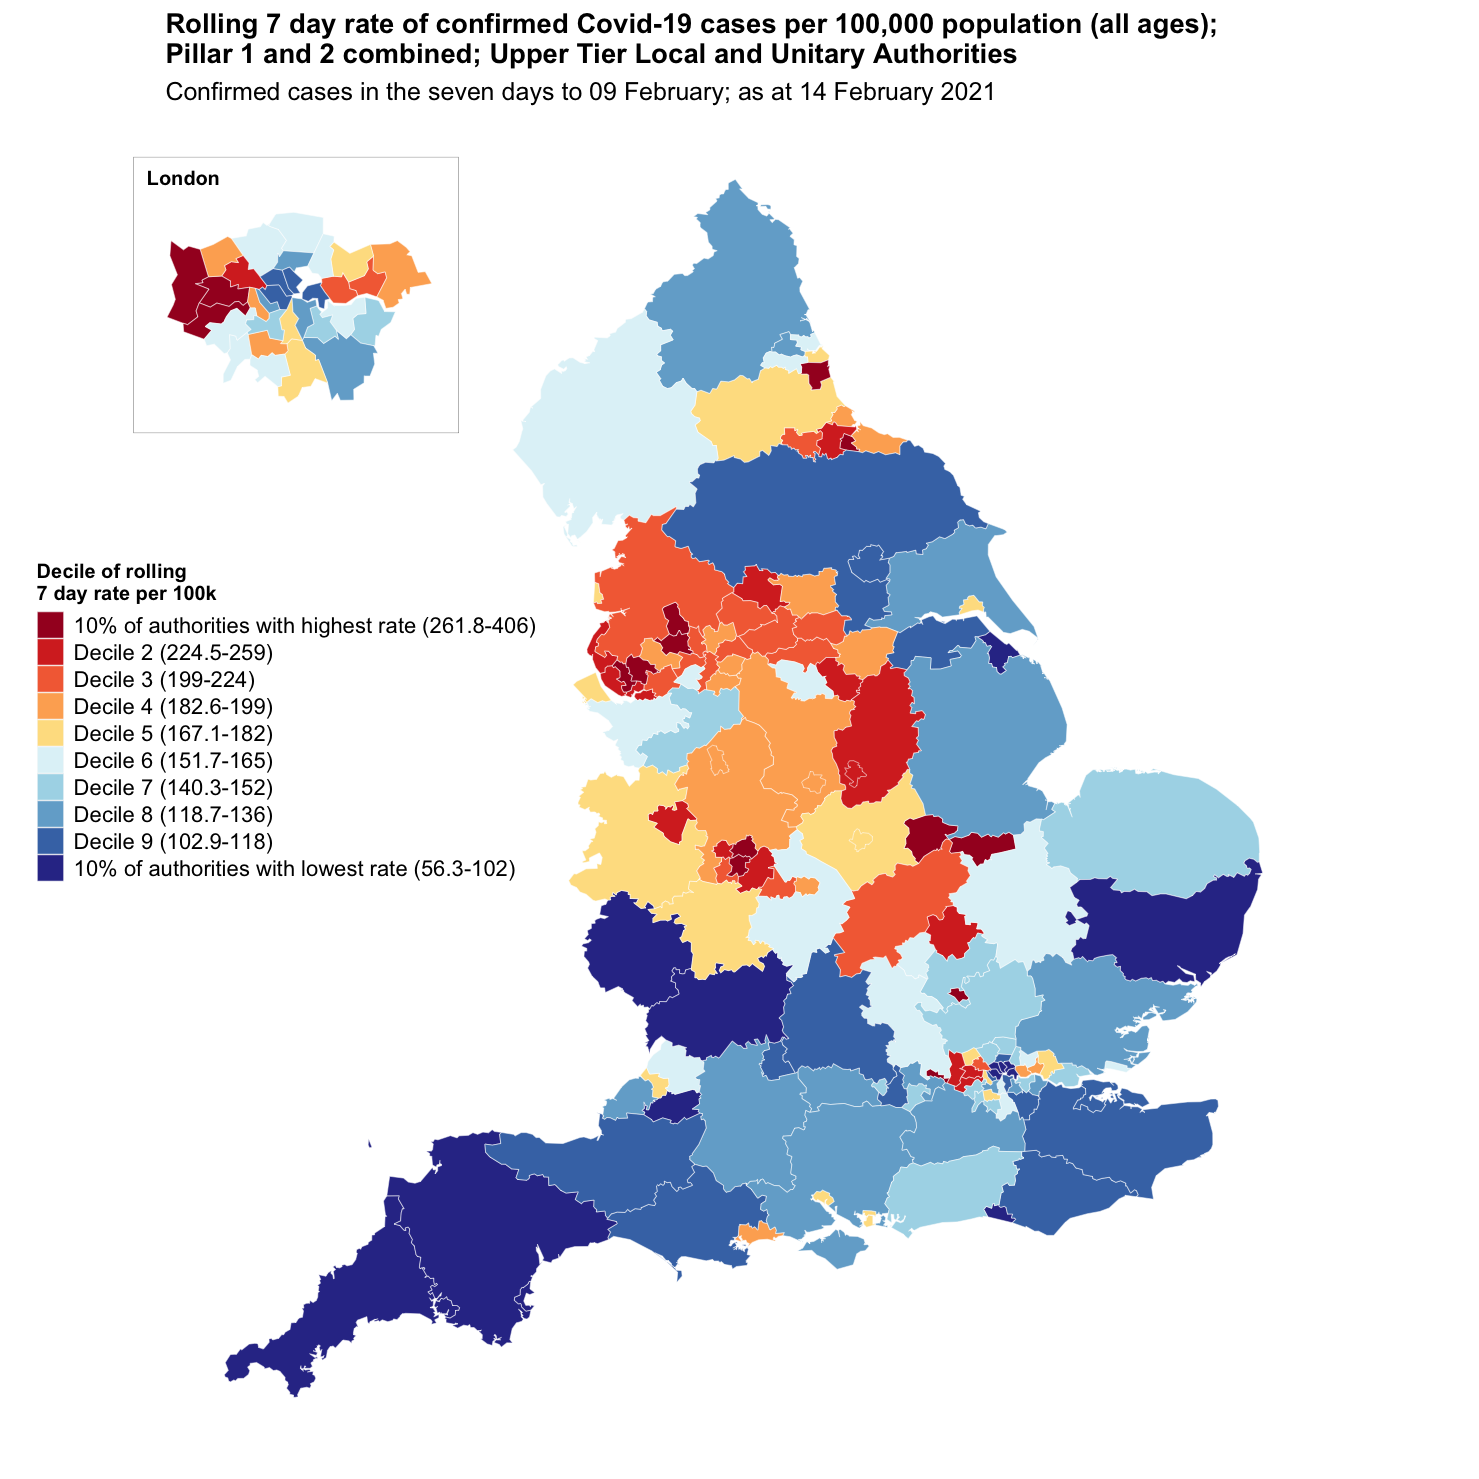 Rolling 7 day rate of confirmed Covid-19 cases per 100,000 population (all ages);
Pillar 1 and 2 combined; Upper Tier Local and Unitary Authorities
Confirmed cases in the seven days to 09 February; as at 14 February 2021
London
Decile of rolling
7 day rate per 100k
10% of authorities with highest rate (261.8-406)
Decile 2 (224.5-259)
Decile 3 (199-224)
Decile 4 (182.6-199)
Decile 5 (167.1-182)
Decile 6 (151.7-165)
Decile 7 (140.3-152)
Decile 8 (118.7-136)
Decile 9 (102.9-118)
10% of authorities with lowest rate (56.3-102)